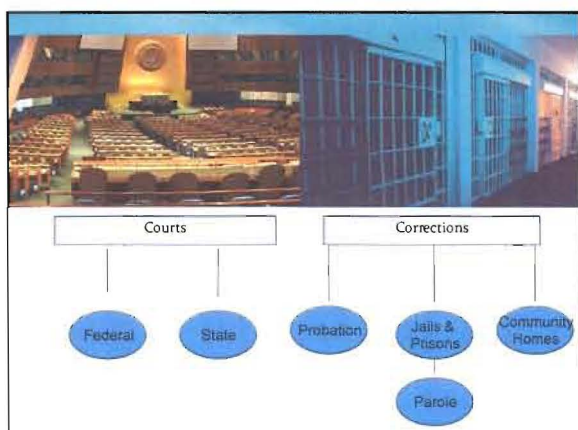 Courts
Corrections
Federal
State
Probation
Jails &
Prisons
Community
Homes
Parole